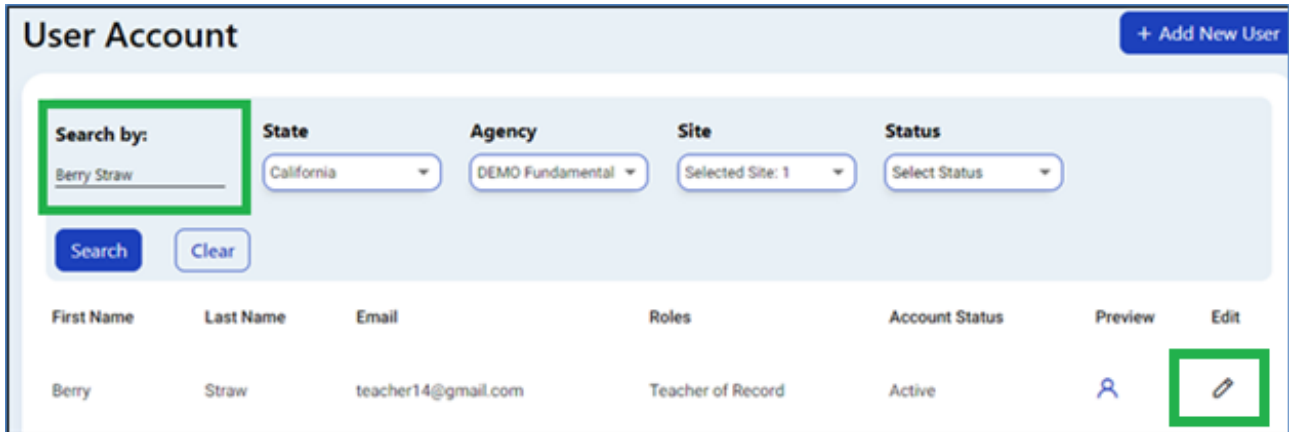 User Account
+ Add New User
Search by:
State
Agency
Site
Status
Berry Straw
California
DEMO Fundamental
Selected Site: 1
Select Status
Search
Clear
First Name
Last Name
Email
Roles
Account Status
Preview
Edit
Berry
Straw
teacher14@gmail.com
Teacher of Record
Active